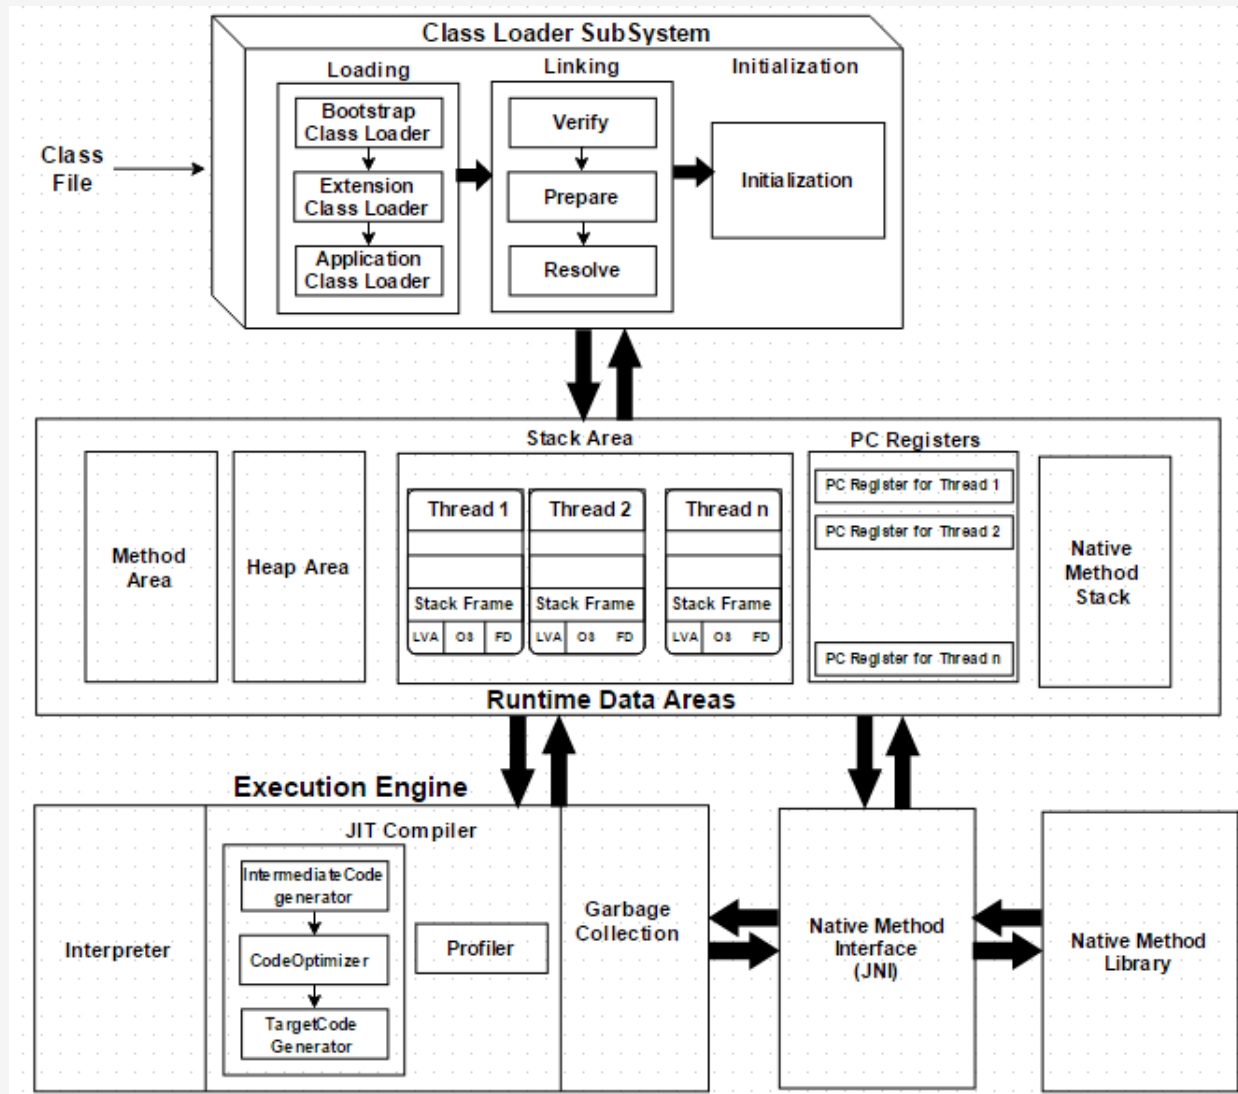 Class Loader SubSystem
Loading
Linking
Initialization
Bootstrap
Class Loader
Extension
Class Loader
Application
Class Loader
Verify
Prepare
Resolve
Initialization
Class
File
Stack Area
PC Registers
Method
Area
Heap Area
Thread 1
Stack Frame
LVA OS FD
Thread 2
Stack Frame
LVA OS FD
Thread n
Stack Frame
LVA OS FD
PC Register for Thread 1
PC Register for Thread 2
PC Register for Thread n
Native
Method
Stack
Runtime Data Areas
Execution Engine
Interpreter
JIT Compiler
IntermediateCode
generator
CodeOptimizer
TargetCode
Generator
Profiler
Garbage
Collection
Native Method
Interface
(JNI)
Native Method
Library